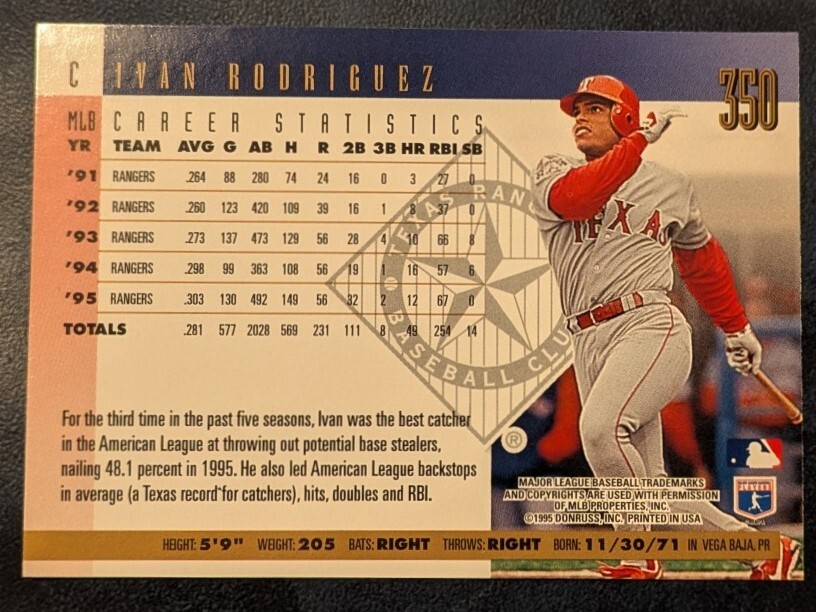 C IVAN RODRIGUEZ
350
MLB CAREER STATISTICS
YR TEAM AVG G AB H R 2B 3B HR RBI SB
'91 RANGERS .264 88 280 74 24 16 0 3 27 0
'92 RANGERS .260 123 420 109 39 16 1 8 37 0
'93 RANGERS .273 137 473 129 56 28 4 10 66 8
'94 RANGERS .298 99 363 108 56 19 1 16 57 6
'95 RANGERS .303 130 492 149 56 32 2 12 67 0
TOTALS .281 577 2028 569 231 111 8 49 254 14
TEXAS RAN
BASEBALL CLU
®
T
TEXAS
For the third time in the past five seasons, Ivan was the best catcher
in the American League at throwing out potential base stealers,
nailing 48.1 percent in 1995. He also led American League backstops
in average (a Texas record for catchers), hits, doubles and RBI.
MAJOR LEAGUE BASEBALL TRADEMARKS
AND COPYRIGHTS ARE USED WITH PERMISSION
OF MLB PROPERTIES, INC.
©1995 DONRUSS, INC. PRINTED IN USA
PLAYERS
HEIGHT: 5'9" WEIGHT: 205 BATS: RIGHT THROWS: RIGHT BORN: 11/30/71 IN VEGA BAJA, PR